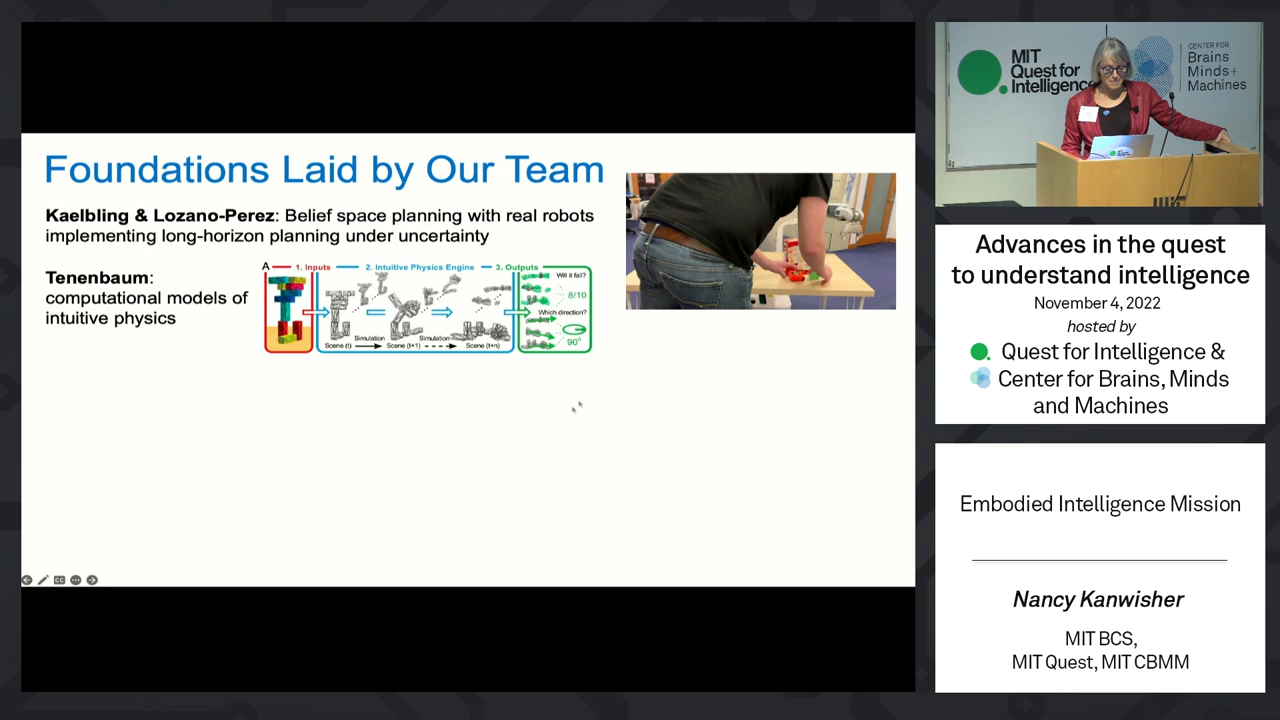 Foundations Laid by Our Team
Kaelbling & Lozano-Perez: Belief space planning with real robots
implementing long-horizon planning under uncertainty
Tenenbaum:
computational models of
intuitive physics
A
1. Inputs
2. Intuitive Physics Engine
3. Outputs
Will it fall?
8/10
Which direction?
90°
Simulation
Simulation
Scene (t)
Scene (t+1)
Scene (t+n)
CC
MIT
Quest for
Intelligence
CENTER FOR
Brains
Minds+
Machines
MIT
Advances in the quest
to understand intelligence
November 4, 2022
hosted by
Quest for Intelligence &
Center for Brains, Minds
and Machines
Embodied Intelligence Mission
Nancy Kanwisher
MIT BCS,
MIT Quest, MIT CBMM